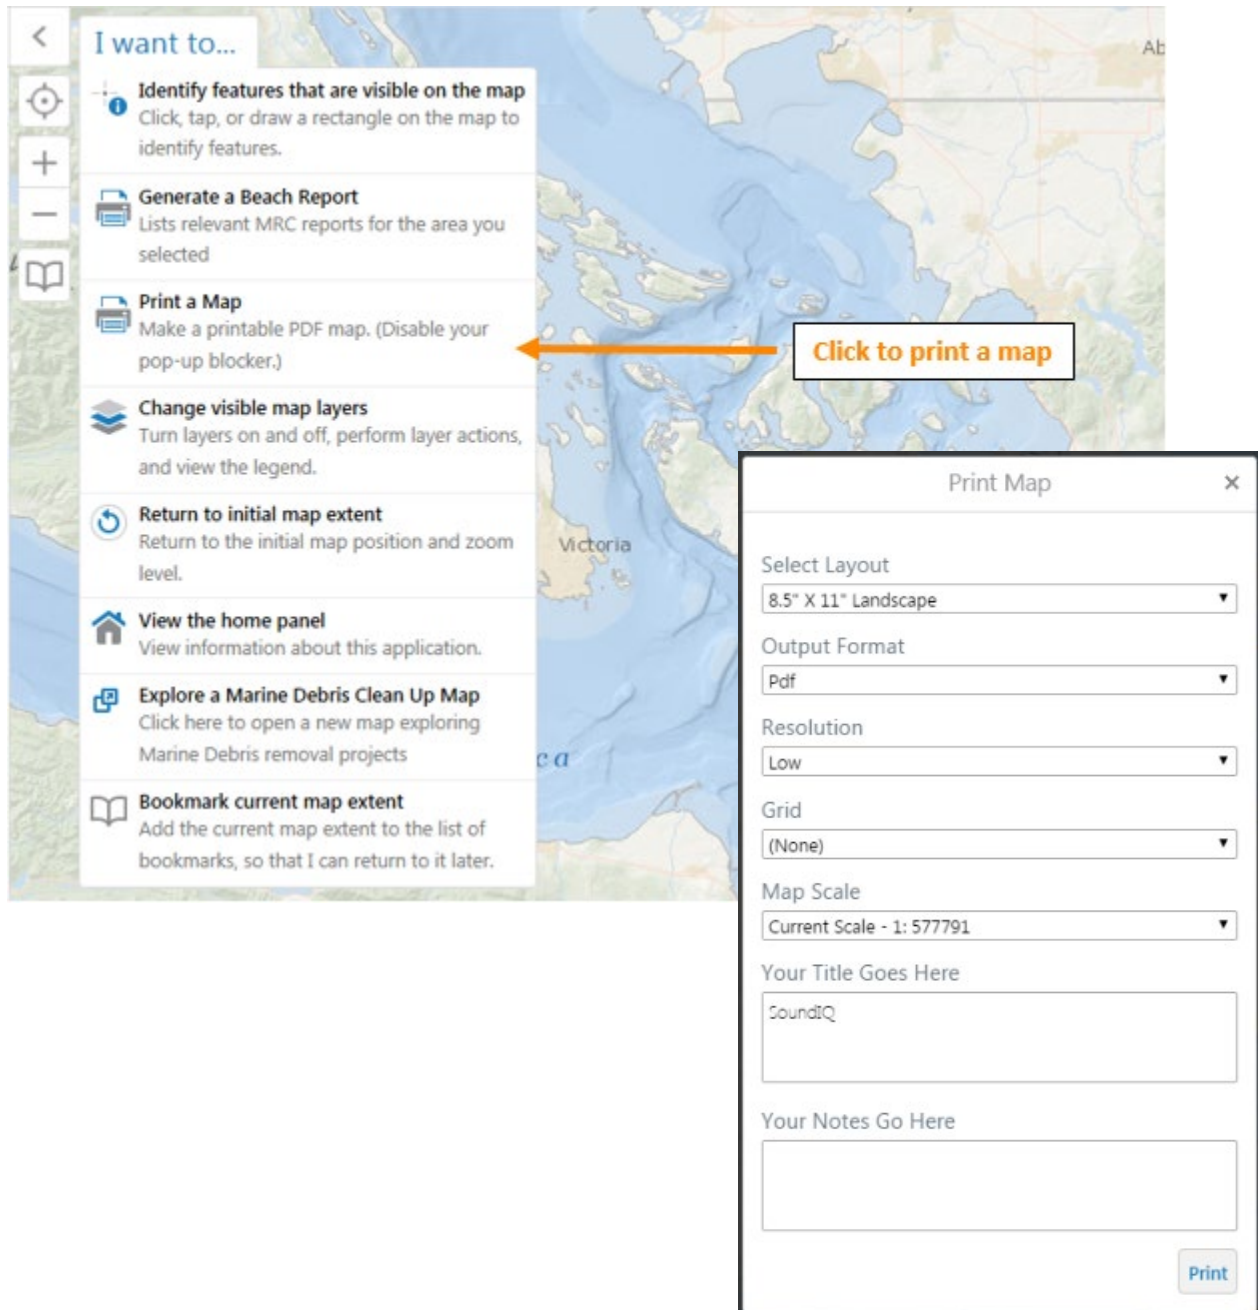 I want to...
Identify features that are visible on the map
Click, tap, or draw a rectangle on the map to
identify features.
Generate a Beach Report
Lists relevant MRC reports for the area you
selected
Print a Map
Make a printable PDF map. (Disable your
pop-up blocker.)
Change visible map layers
Turn layers on and off, perform layer actions,
and view the legend.
Return to initial map extent
Return to the initial map position and zoom
level.
View the home panel
View information about this application.
Explore a Marine Debris Clean Up Map
Click here to open a new map exploring
Marine Debris removal projects
Bookmark current map extent
Add the current map extent to the list of
bookmarks, so that I can return to it later.
Ab
Click to print a map
Victoria
c a
Print Map
Select Layout
8.5" X 11" Landscape
Output Format
Pdf
Resolution
Low
Grid
(None)
Map Scale
Current Scale - 1: 577791
Your Title Goes Here
SoundIQ
Your Notes Go Here
Print